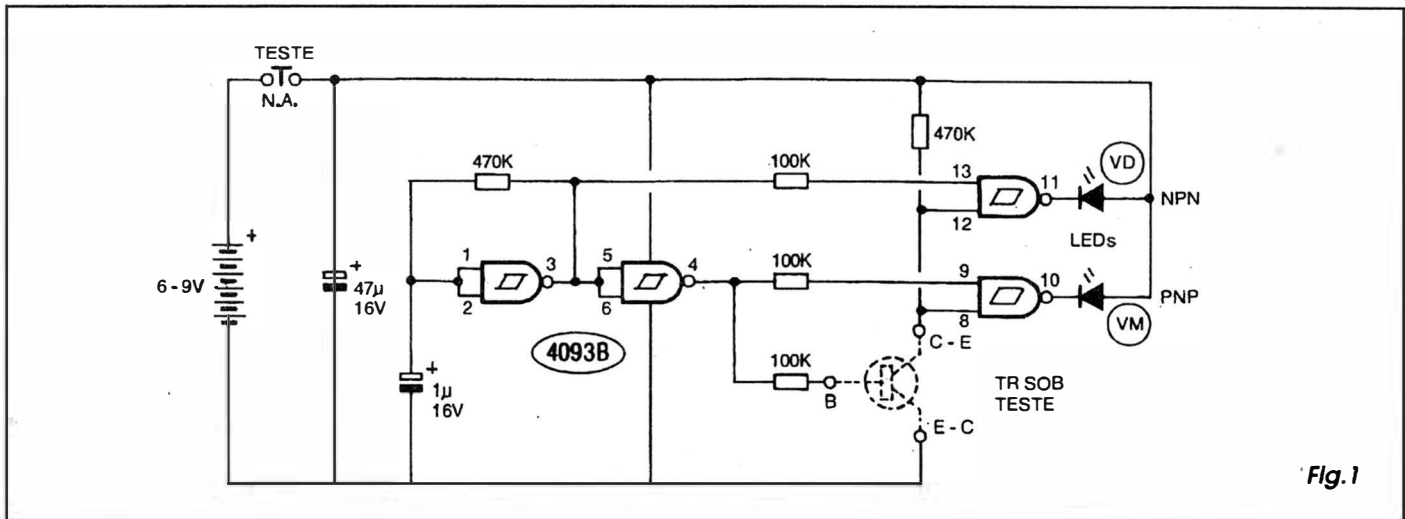 TESTE
N.A.
470K
470K
100K
13
11
VD
12
NPN
LEDs
1
3
5
4
100K
9
10
6 - 9V
+
+
47µ
16V
2
6
8
PNP
VM
4093B
C - E
+
1µ
16V
100K
B
TR SOB
TESTE
E - C
Fig. 1